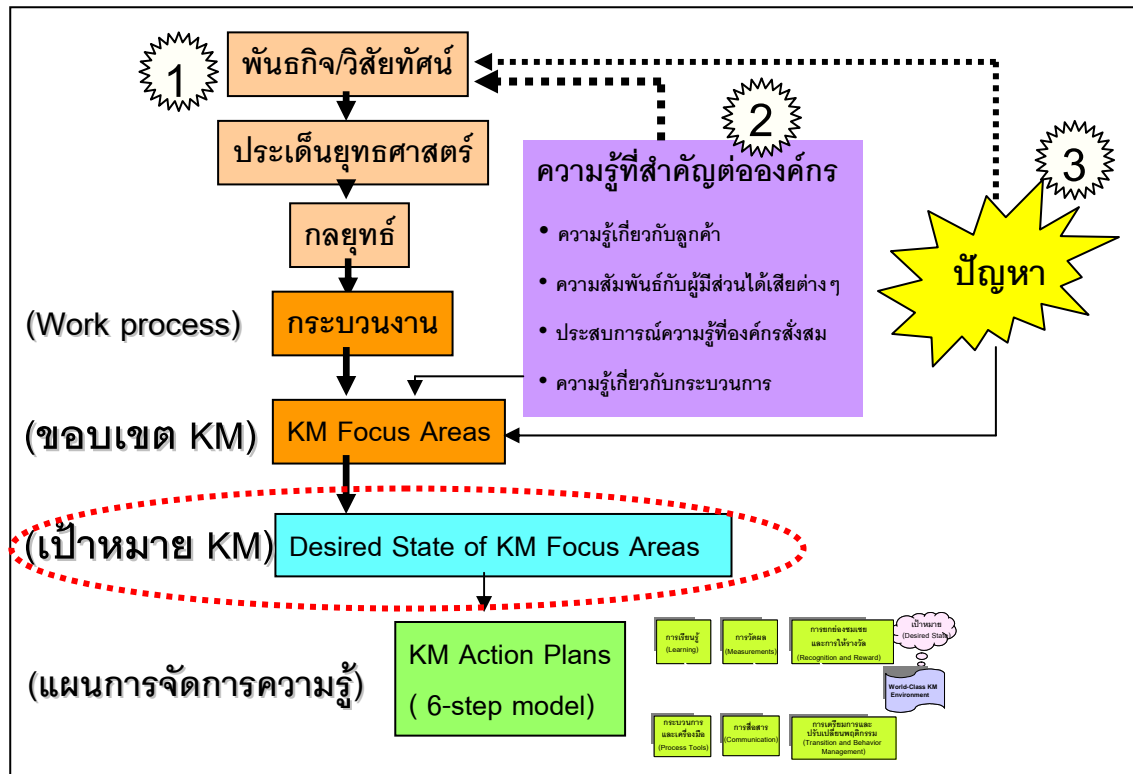 1
พันธกิจ/วิสัยทัศน์
ประเด็นยุทธศาสตร์
กลยุทธ์
(Work process)
กระบวนงาน
2
ความรู้ที่สำคัญต่อองค์กร
• ความรู้เกี่ยวกับลูกค้า
• ความสัมพันธ์กับผู้มีส่วนได้เสียต่างๆ
• ประสบการณ์ความรู้ที่องค์กรสั่งสม
• ความรู้เกี่ยวกับกระบวนการ
3
ปัญหา
(ขอบเขต KM)
KM Focus Areas
(เป้าหมาย KM)
Desired State of KM Focus Areas
(แผนการจัดการความรู้)
KM Action Plans
( 6-step model)
การเรียนรู้
(Learning)
การวัดผล
(Measurements)
การยกย่องชมเชย
และการให้รางวัล
(Recognition and Reward)
เป้าหมาย
(Desired State)
World-Class KM
Environment
กระบวนการ
และเครื่องมือ
(Process Tools)
การสื่อสาร
(Communication)
การเตรียมการและ
ปรับเปลี่ยนพฤติกรรม
(Transition and Behavior
Management)